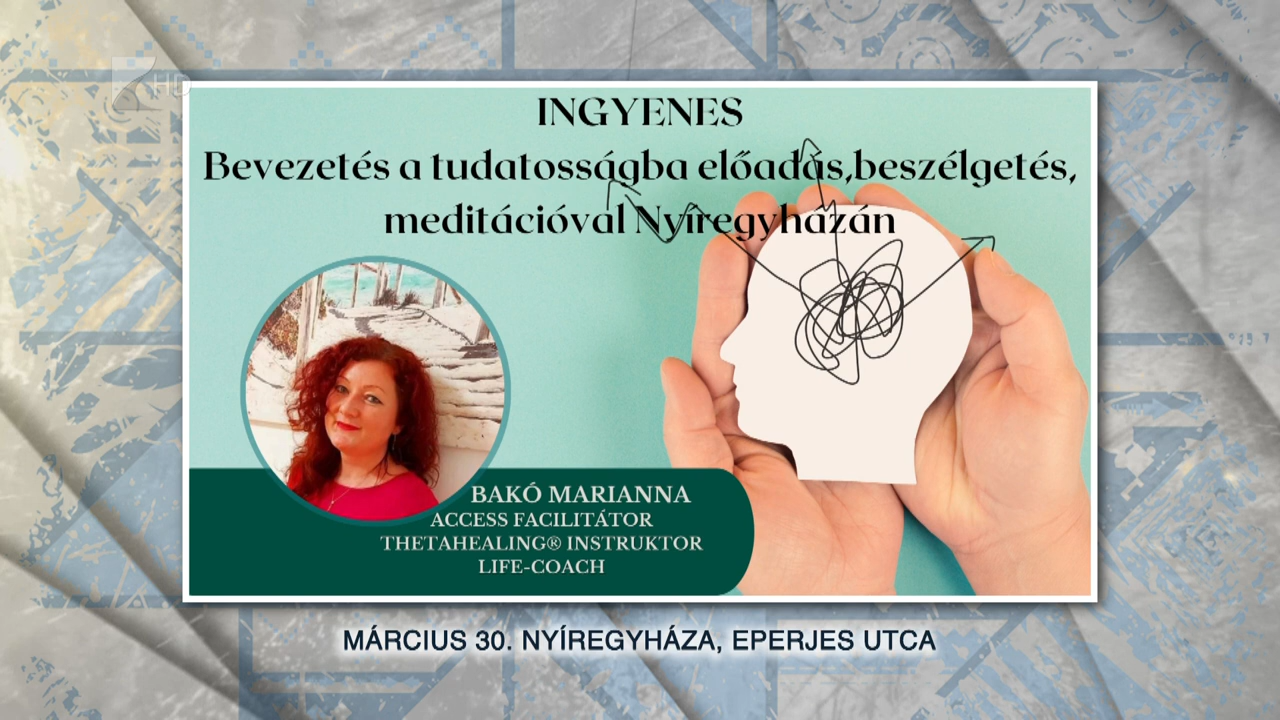 HD
INGYENES
Bevezetés a tudatosságba előadás,beszélgetés,
meditációval Nyíregyházán
BAKÓ MARIANNA
ACCESS FACILITÁTOR
THETAHEALING® INSTRUKTOR
LIFE-COACH
MÁRCIUS 30. NYÍREGYHÁZA, EPERJES UTCA